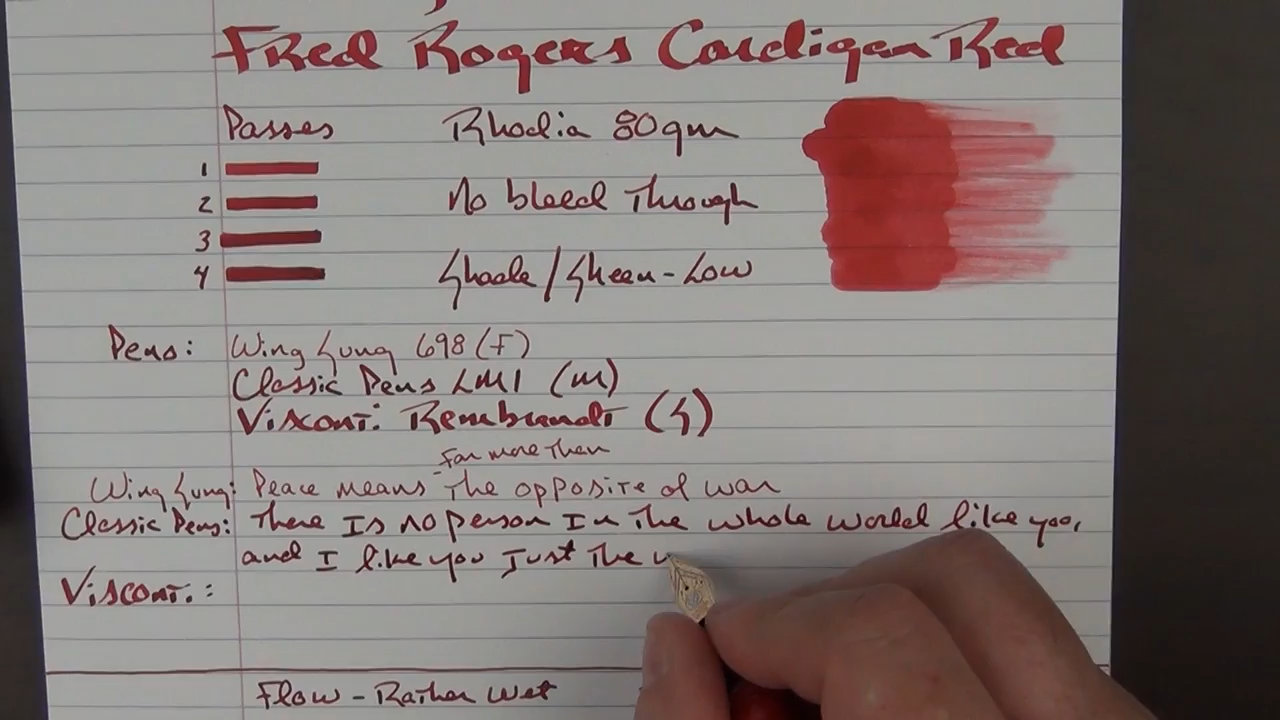 Fred Rogers Cardigan Red
Passes
Rhodia 80gm
1
2
No bleed Through
3
4
Shade/Sheen-Low
Pens: Wing Sung 698 (F)
Classic Pens LM1 (M)
Visconti Rembrandt (S)
far more than
Wing Sung: Peace means the opposite of war
Classic Pens: There Is no person In the whole world like you,
and I like you Just the w
Visconti:
Flow - Rather wet